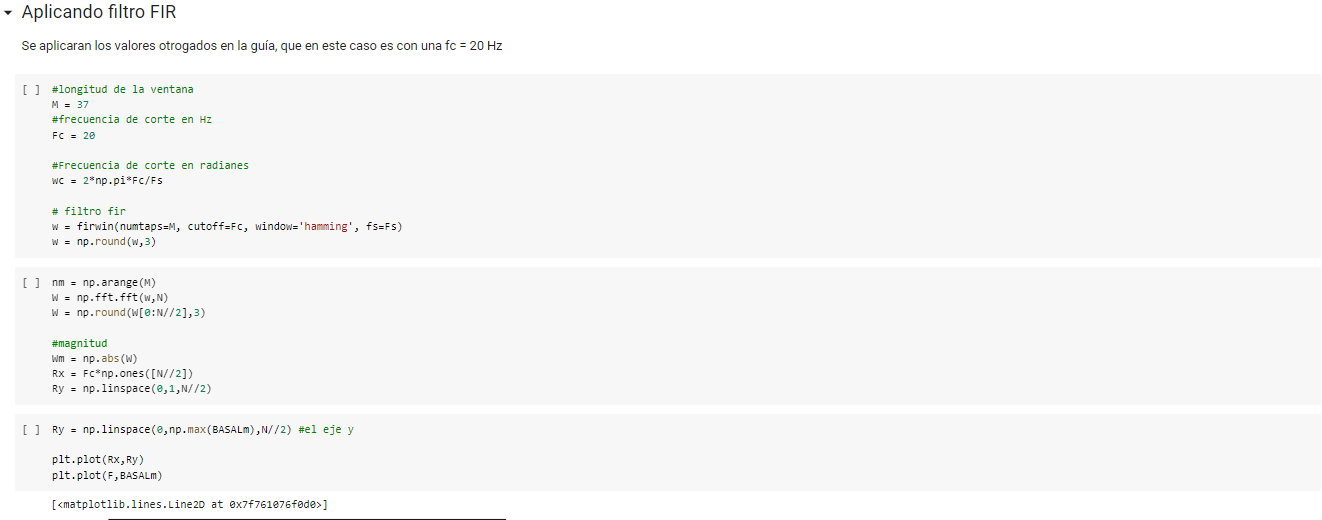 Aplicando filtro FIR
Se aplicaran los valores otrogados en la guía, que en este caso es con una fc = 20 Hz
[ ] #longitud de la ventana
M = 37
#frecuencia de corte en Hz
Fc = 20
#Frecuencia de corte en radianes
wc = 2*np.pi*Fc/Fs
# filtro fir
w = firwin(numtaps=M, cutoff=Fc, window='hamming', fs=Fs)
w = np.round(w,3)
[ ] nm = np.arange(M)
W = np.fft.fft(w,N)
W = np.round(W[0:N//2],3)
#magnitud
Wm = np.abs(W)
Rx = Fc*np.ones([N//2])
Ry = np.linspace(0,1,N//2)
[ ] Ry = np.linspace(0,np.max(BASALm),N//2) #el eje y
plt.plot(Rx,Ry)
plt.plot(F,BASALm)
[<matplotlib.lines.Line2D at 0x7f761076f0d0>]